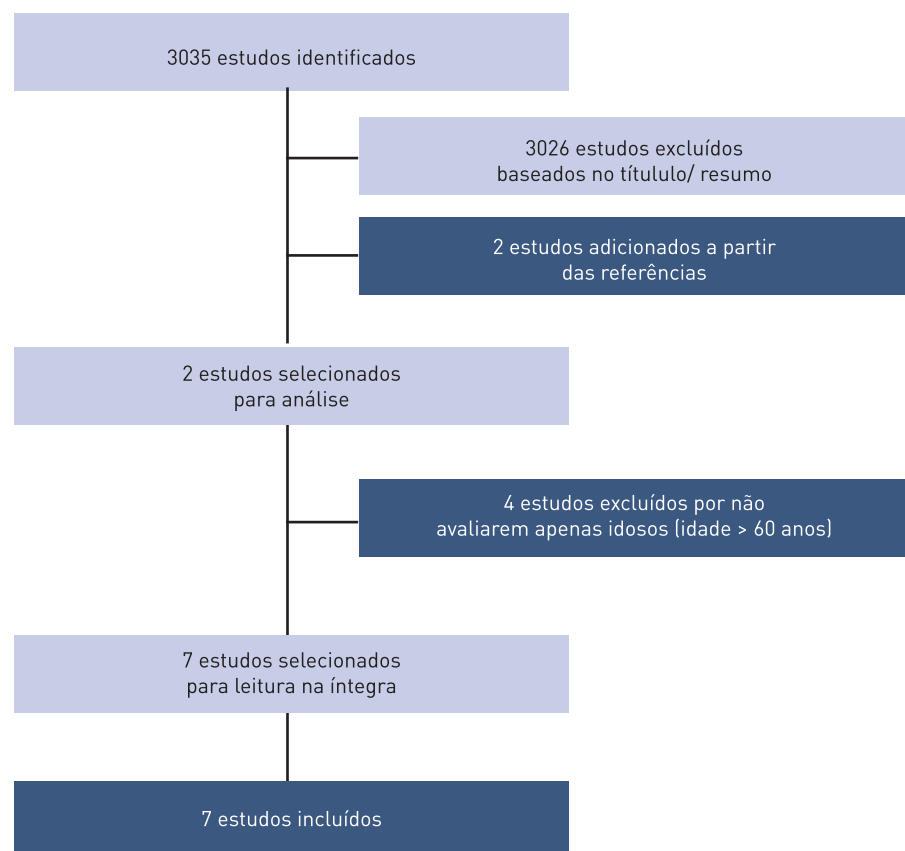 3035 estudos identificados
3026 estudos excluídos
baseados no títululo/ resumo
2 estudos adicionados a partir
das referências
2 estudos selecionados
para análise
4 estudos excluídos por não
avaliarem apenas idosos (idade > 60 anos)
7 estudos selecionados
para leitura na íntegra
7 estudos incluídos